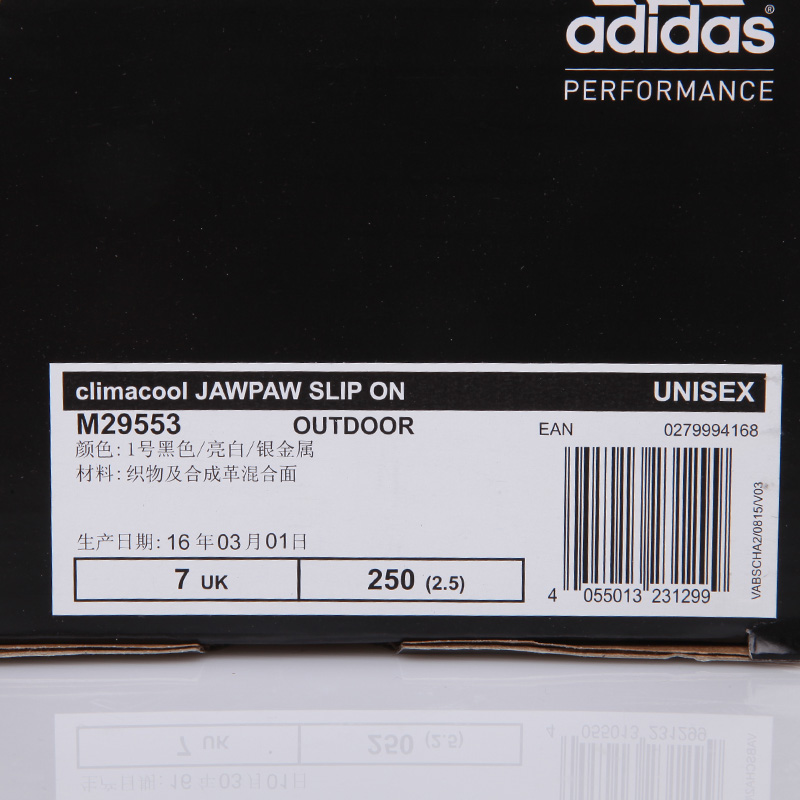 adidas®
PERFORMANCE
climacool JAWPAW SLIP ON UNISEX
M29553 OUTDOOR EAN 0279994168
颜色:1号黑色/亮白/银金属
材料:织物及合成革混合面
生产日期:16年03月01日
7 UK 250 (2.5)
4 055013 231299
VABSCHA2/0815/V03